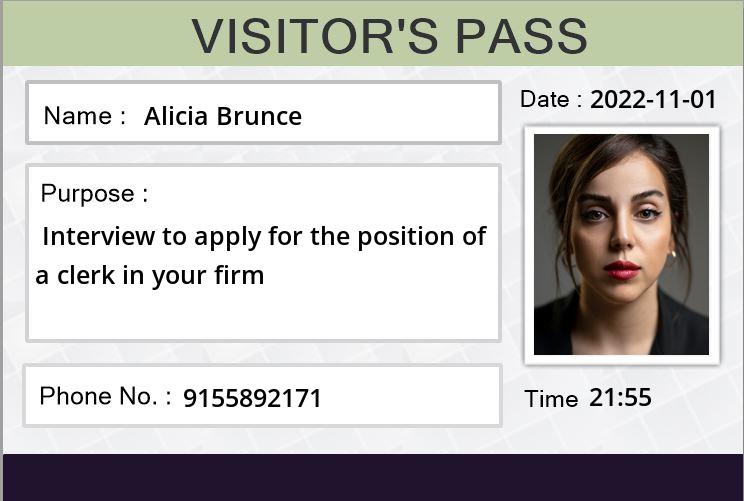 VISITOR'S PASS
Name : Alicia Brunce
Date : 2022-11-01
Purpose :
Interview to apply for the position of
a clerk in your firm
Phone No. : 9155892171
Time 21:55